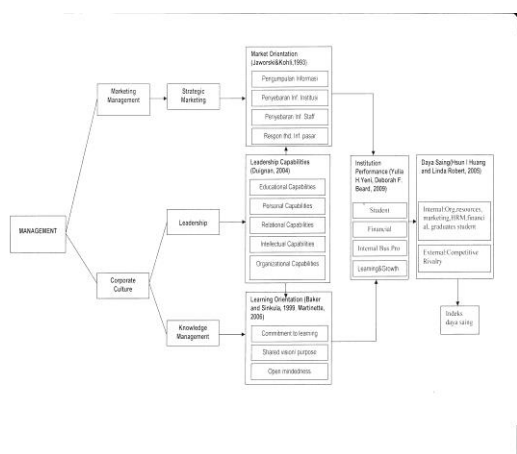 Market Orientation
(Jaworski&Kohli,1993)
Pengumpulan Informasi
Penyebaran Inf. Institusi
Penyebaran Inf. Staff
Respon thd. Inf. pasar
Marketing
Management
Strategic
Marketing
Leadership Capabilities
(Duignan, 2004)
Educational Capabilities
Personal Capabilities
Relational Capabilities
Intellectual Capabilities
Organizational Capabilities
Institution
Performance (Yulia
H.Yeni, Deborah F.
Beard, 2009)
Student
Financial
Internal Bus Pro
Learning&Growth
Daya Saing(Hsun I Huang
and Linda Robert, 2005)
Internal:Org,resources,
marketing,HRM,financi
al, graduates student
External:Competitive
Rivalry
Indeks
daya saing
MANAGEMENT
Leadership
Corporate
Culture
Knowledge
Management
Learning Orientation (Baker
and Sinkula, 1999. Martinette,
2006)
Commitment to learning
Shared vision/ purpose
Open mindedness